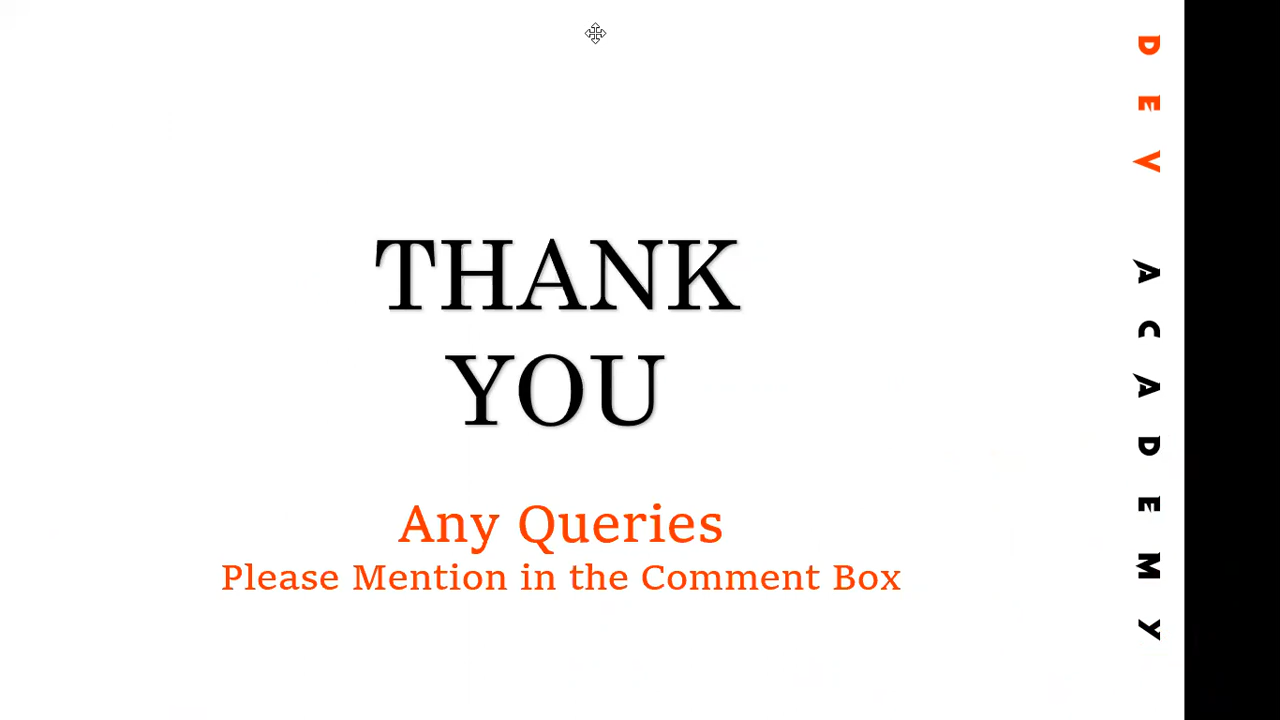 THANK
YOU
Any Queries
Please Mention in the Comment Box
DEV ACADEMY